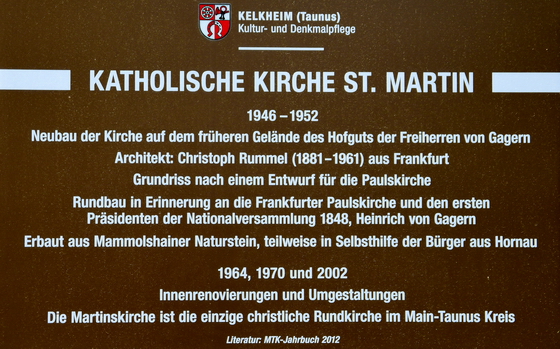 KELKHEIM (Taunus)
Kultur- und Denkmalpflege
KATHOLISCHE KIRCHE ST. MARTIN
1946 – 1952
Neubau der Kirche auf dem früheren Gelände des Hofguts der Freiherren von Gagern
Architekt: Christoph Rummel (1881–1961) aus Frankfurt
Grundriss nach einem Entwurf für die Paulskirche
Rundbau in Erinnerung an die Frankfurter Paulskirche und den ersten
Präsidenten der Nationalversammlung 1848, Heinrich von Gagern
Erbaut aus Mammolshainer Naturstein, teilweise in Selbsthilfe der Bürger aus Hornau
1964, 1970 und 2002
Innenrenovierungen und Umgestaltungen
Die Martinskirche ist die einzige christliche Rundkirche im Main-Taunus Kreis
Literatur: MTK-Jahrbuch 2012